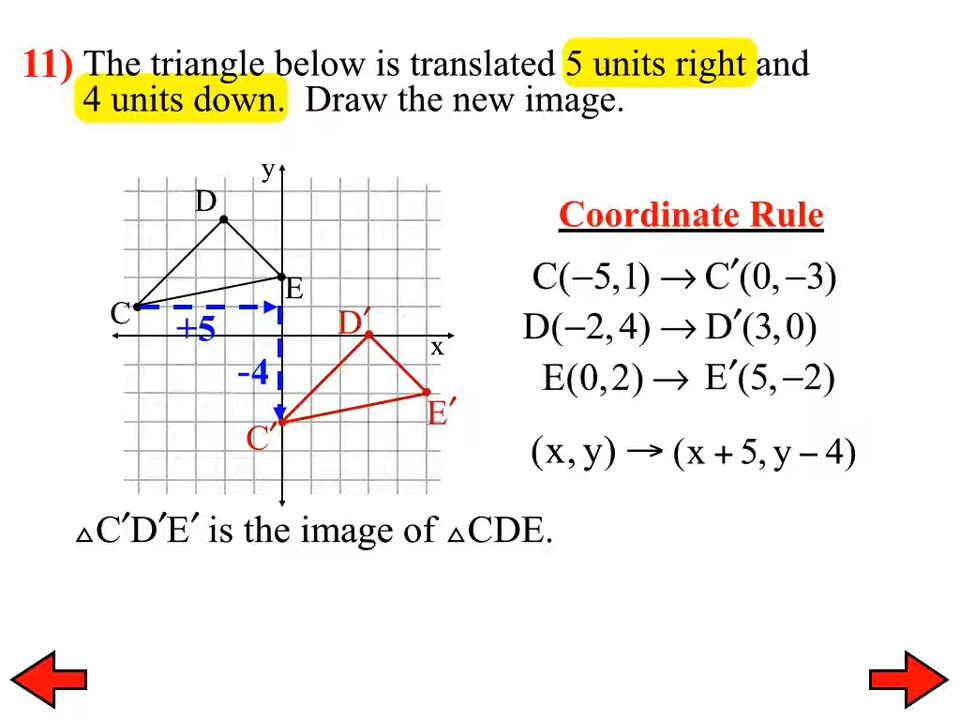 11) The triangle below is translated 5 units right and
4 units down. Draw the new image.
y
D
Coordinate Rule
C(−5,1) → C′(0,−3)
E
C
+5
D′
D(−2,4) → D′(3,0)
x
-4
E(0,2) → E′(5,−2)
E′
C′
(x,y) → (x + 5, y − 4)
△C′D′E′ is the image of △CDE.